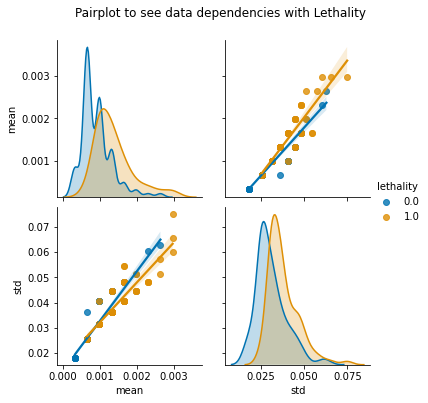 Pairplot to see data dependencies with Lethality
0.003
0.002
0.001
mean
lethality
0.0
1.0
0.07
0.06
0.05
0.04
0.03
0.02
std
0.000 0.001 0.002 0.003
mean
0.025 0.050 0.075
std